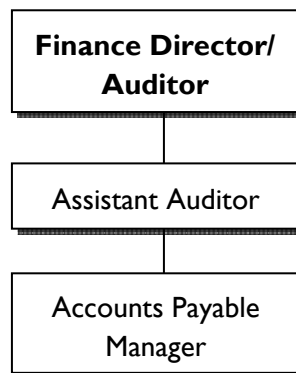 Finance Director/
Auditor
Assistant Auditor
Accounts Payable
Manager